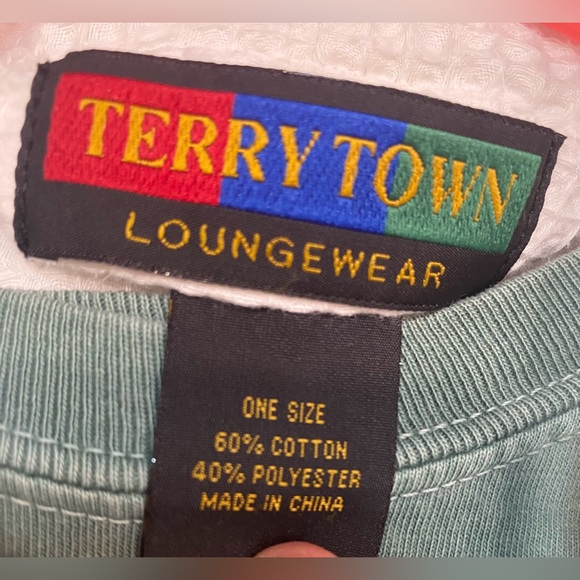 TERRY TOWN
LOUNGEWEAR
ONE SIZE
60% COTTON
40% POLYESTER
MADE IN CHINA